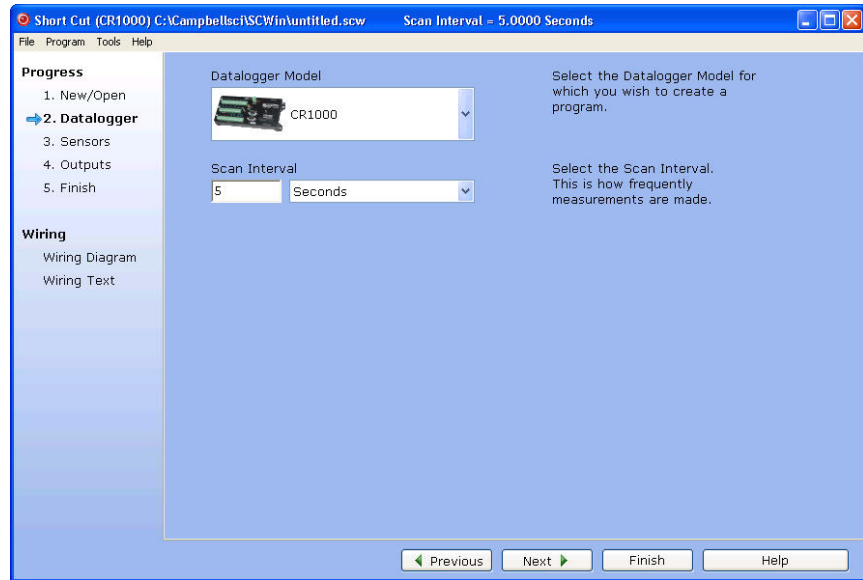 Short Cut (CR1000) C:\Campbellsci\SCWin\untitled.scw Scan Interval = 5.0000 Seconds
File Program Tools Help
Progress
1. New/Open
2. Datalogger
3. Sensors
4. Outputs
5. Finish
Wiring
Wiring Diagram
Wiring Text
Datalogger Model
CR1000
Select the Datalogger Model for
which you wish to create a
program.
Scan Interval
5 Seconds
Select the Scan Interval.
This is how frequently
measurements are made.
Previous Next Finish Help